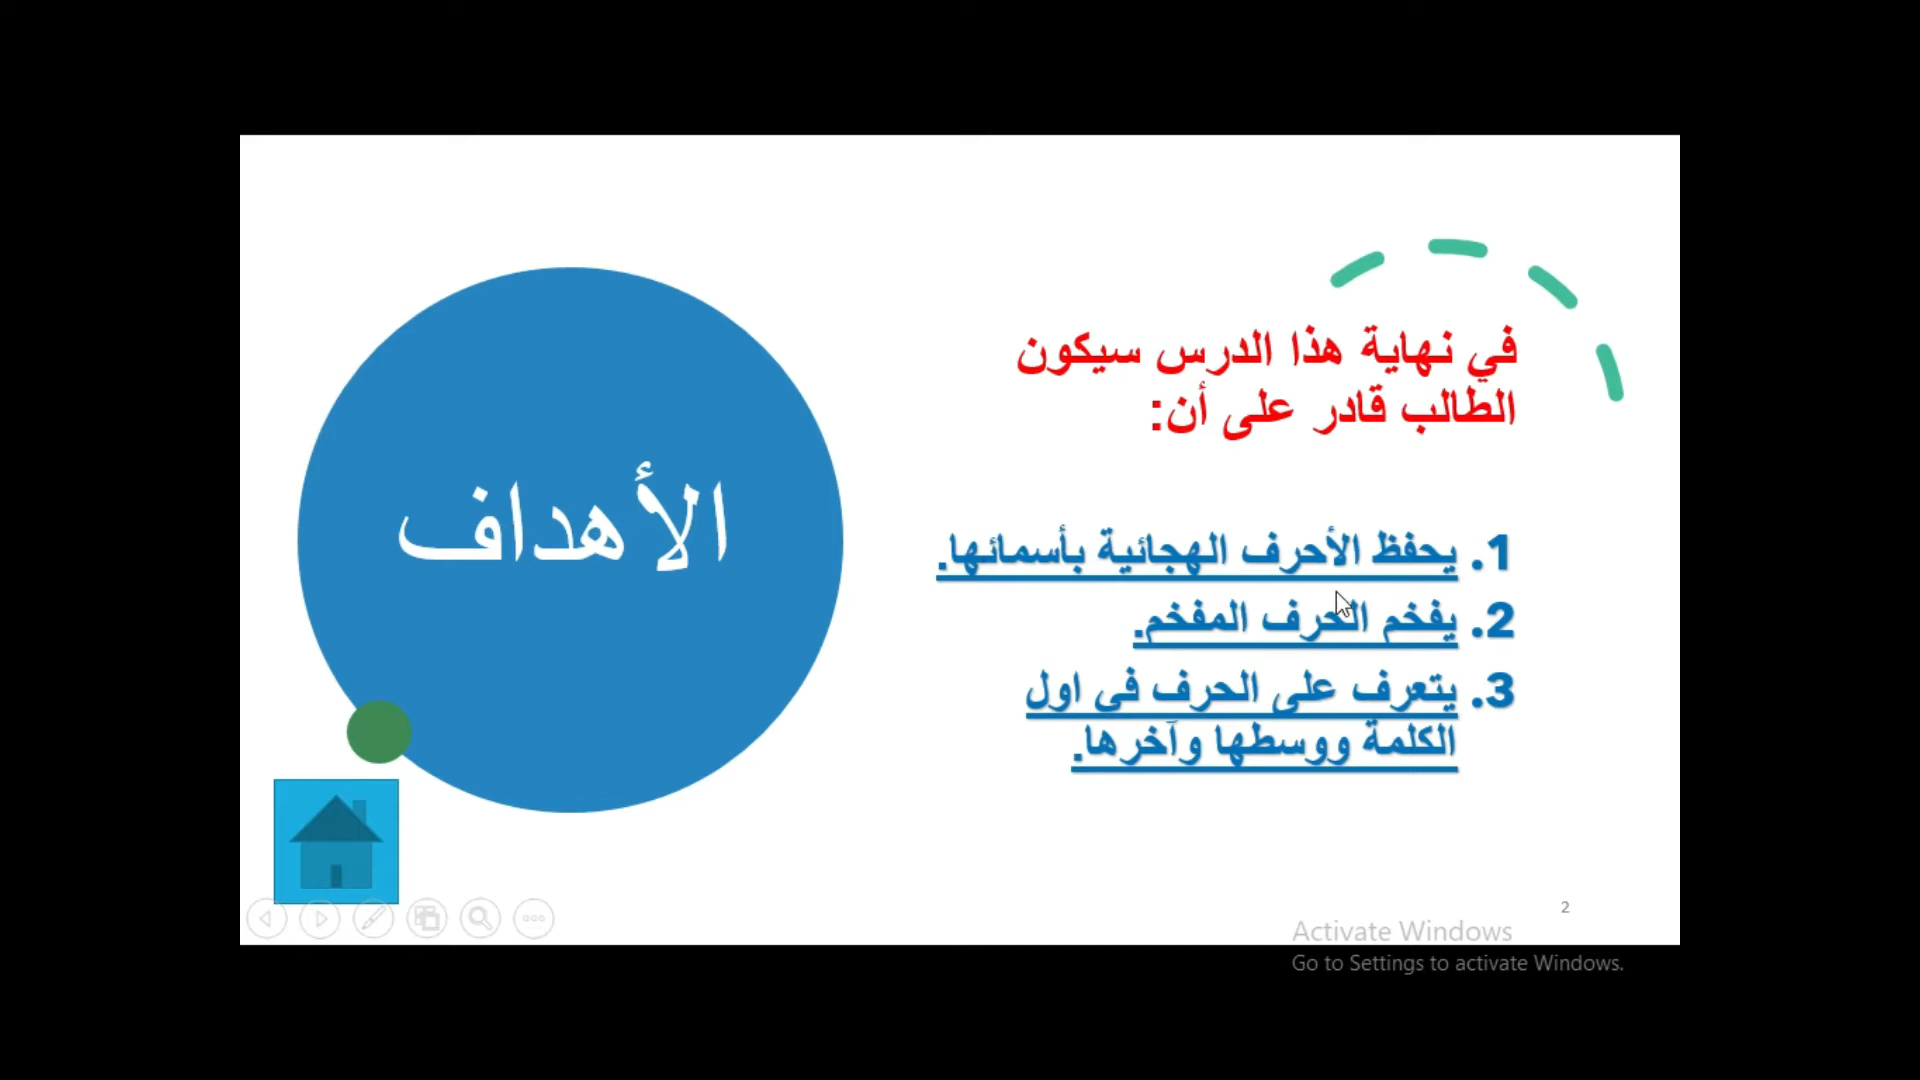 الأهداف
في نهاية هذا الدرس سيكون
الطالب قادر على أن:
1. يحفظ الأحرف الهجائية بأسمائها.
2. يفخم الحرف المفخم.
3. يتعرف على الحرف في اول
الكلمة ووسطها وآخرها.
2
Activate Windows
Go to Settings to activate Windows.